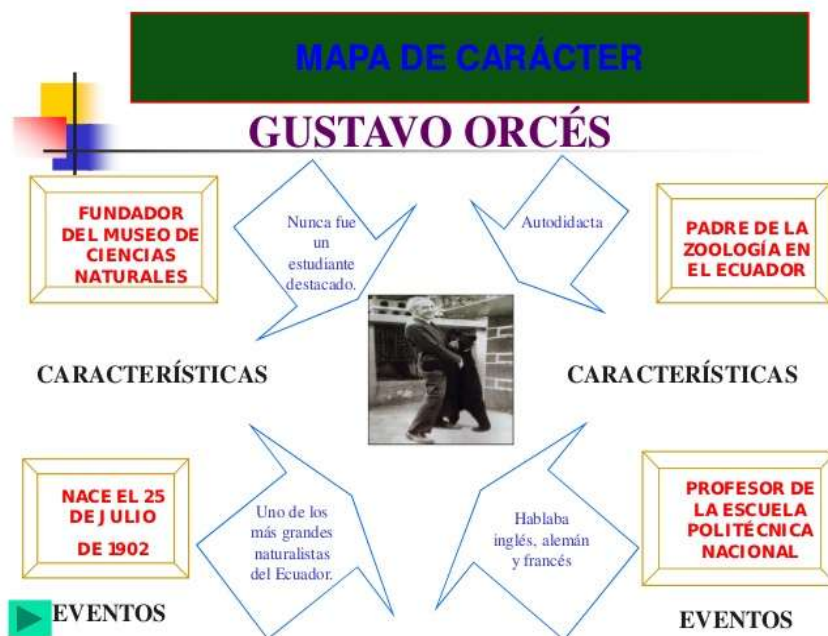 MAPA DE CARÁCTER
GUSTAVO ORCÉS
FUNDADOR
DEL MUSEO DE
CIENCIAS
NATURALES
Nunca fue
un
estudiante
destacado.
Autodidacta
PADRE DE LA
ZOOLOGÍA EN
EL ECUADOR
CARACTERÍSTICAS
CARACTERÍSTICAS
NACE EL 25
DE JULIO
DE 1902
Uno de los
más grandes
naturalistas
del Ecuador.
Hablaba
inglés, alemán
y francés
PROFESOR DE
LA ESCUELA
POLITÉCNICA
NACIONAL
EVENTOS
EVENTOS